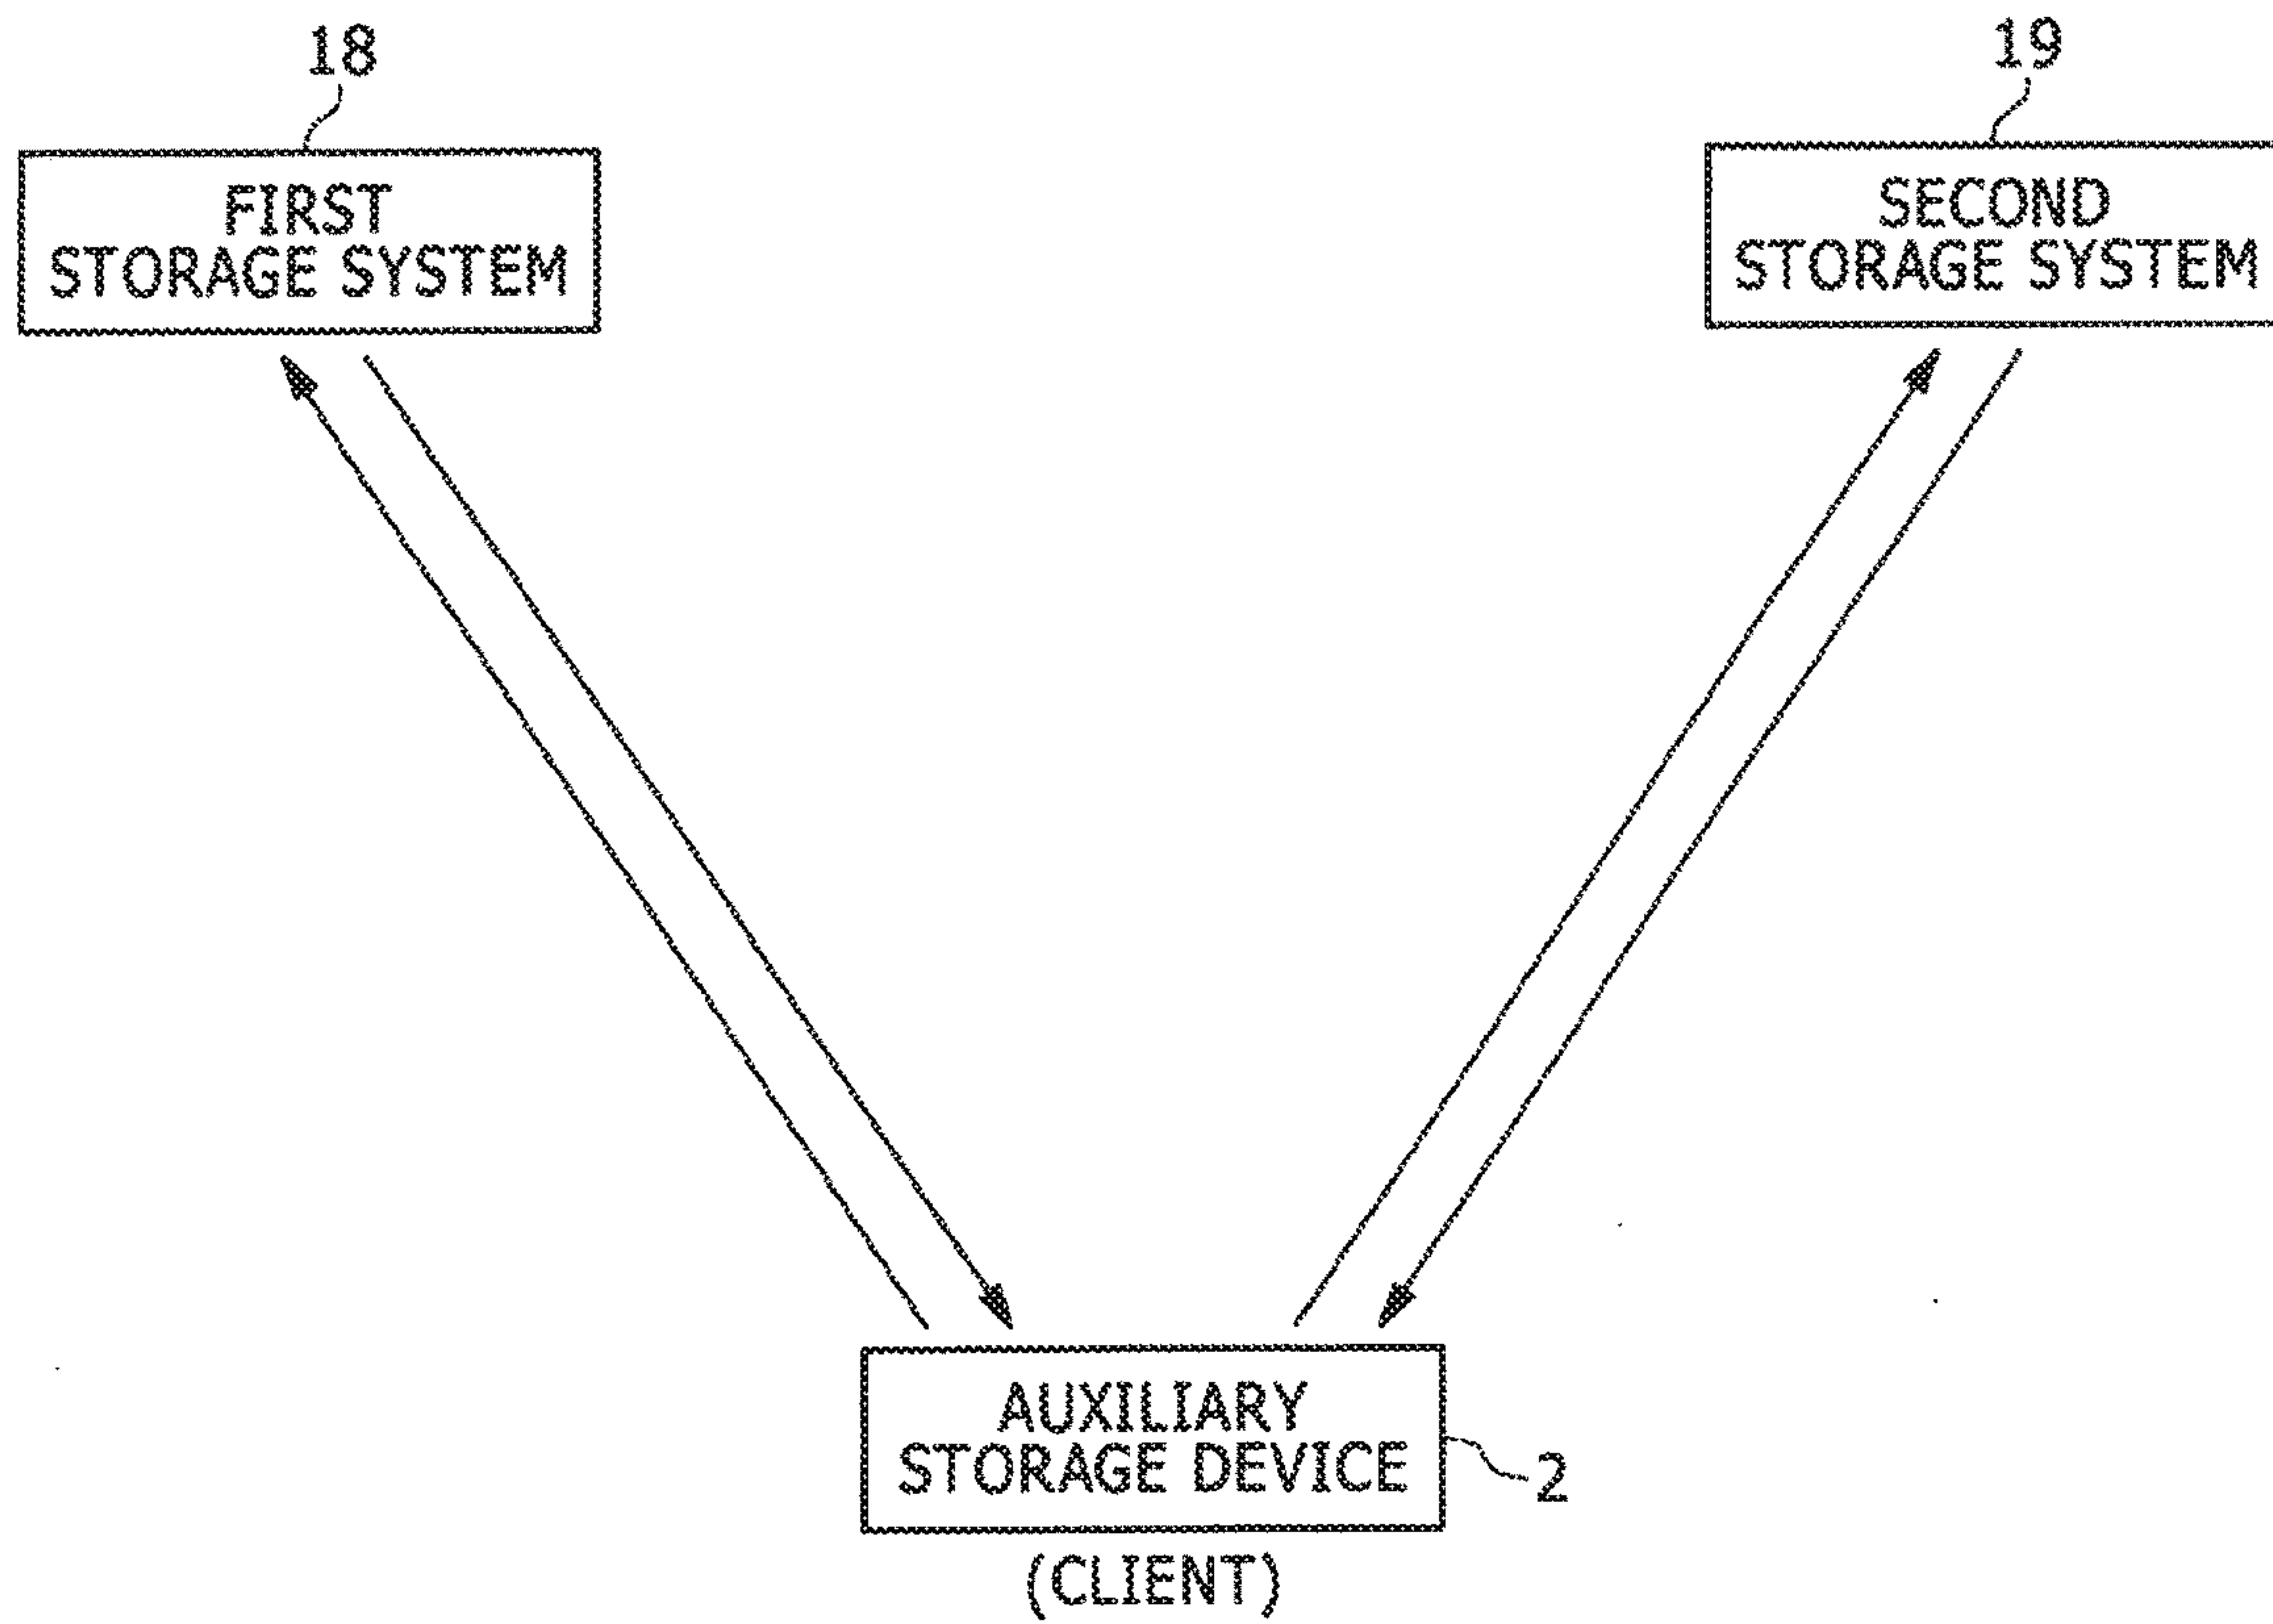 18
FIRST
STORAGE SYSTEM
19
SECOND
STORAGE SYSTEM
AUXILIARY
STORAGE DEVICE
2
(CLIENT)